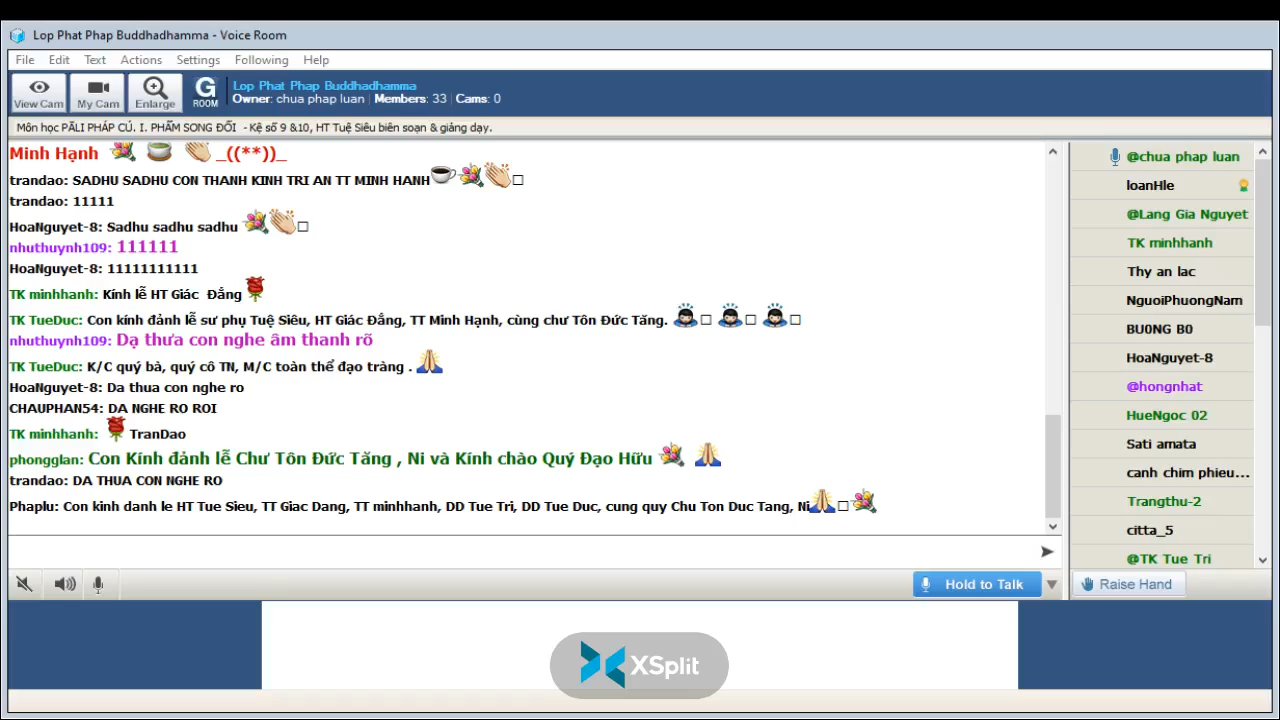 Lop Phat Phap Buddhadhamma - Voice Room
File Edit Text Actions Settings Following Help
View Cam My Cam Enlarge G ROOM Lop Phat Phap Buddhadhamma
Owner: chua phap luan | Members: 33 | Cams: 0
Môn học PĀLI PHÁP CÚ. I. PHẨM SONG ĐỐI - Kệ số 9 &10, HT Tuệ Siêu biên soạn & giảng dạy.
Minh Hạnh _((**))_
trandao: SADHU SADHU CON THANH KINH TRI AN TT MINH HANH
trandao: 11111
HoaNguyet-8: Sadhu sadhu sadhu
nhuthuynh109: 111111
HoaNguyet-8: 11111111111
TK minhhanh: Kính lễ HT Giác Đẳng
TK TueDuc: Con kính đảnh lễ sư phụ Tuệ Siêu, HT Giác Đẳng, TT Minh Hạnh, cùng chư Tôn Đức Tăng.
nhuthuynh109: Dạ thưa con nghe âm thanh rõ
TK TueDuc: K/C quý bà, quý cô TN, M/C toàn thể đạo tràng .
HoaNguyet-8: Da thua con nghe ro
CHAUPHAN54: DA NGHE RO ROI
TK minhhanh: TranDao
phongglan: Con Kính đảnh lễ Chư Tôn Đức Tăng , Ni và Kính chào Quý Đạo Hữu
trandao: DA THUA CON NGHE RO
Phaplu: Con kinh danh le HT Tue Sieu, TT Giac Dang, TT minhhanh, DD Tue Tri, DD Tue Duc, cung quy Chu Ton Duc Tang, Ni
@chua phap luan
loanHle
@Lang Gia Nguyet
TK minhhanh
Thy an lac
NguoiPhuongNam
BU0NG B0
HoaNguyet-8
@hongnhat
HueNgoc 02
Sati amata
canh chim phieu...
Trangthu-2
citta_5
@TK Tue Tri
Hold to Talk
Raise Hand
XSplit